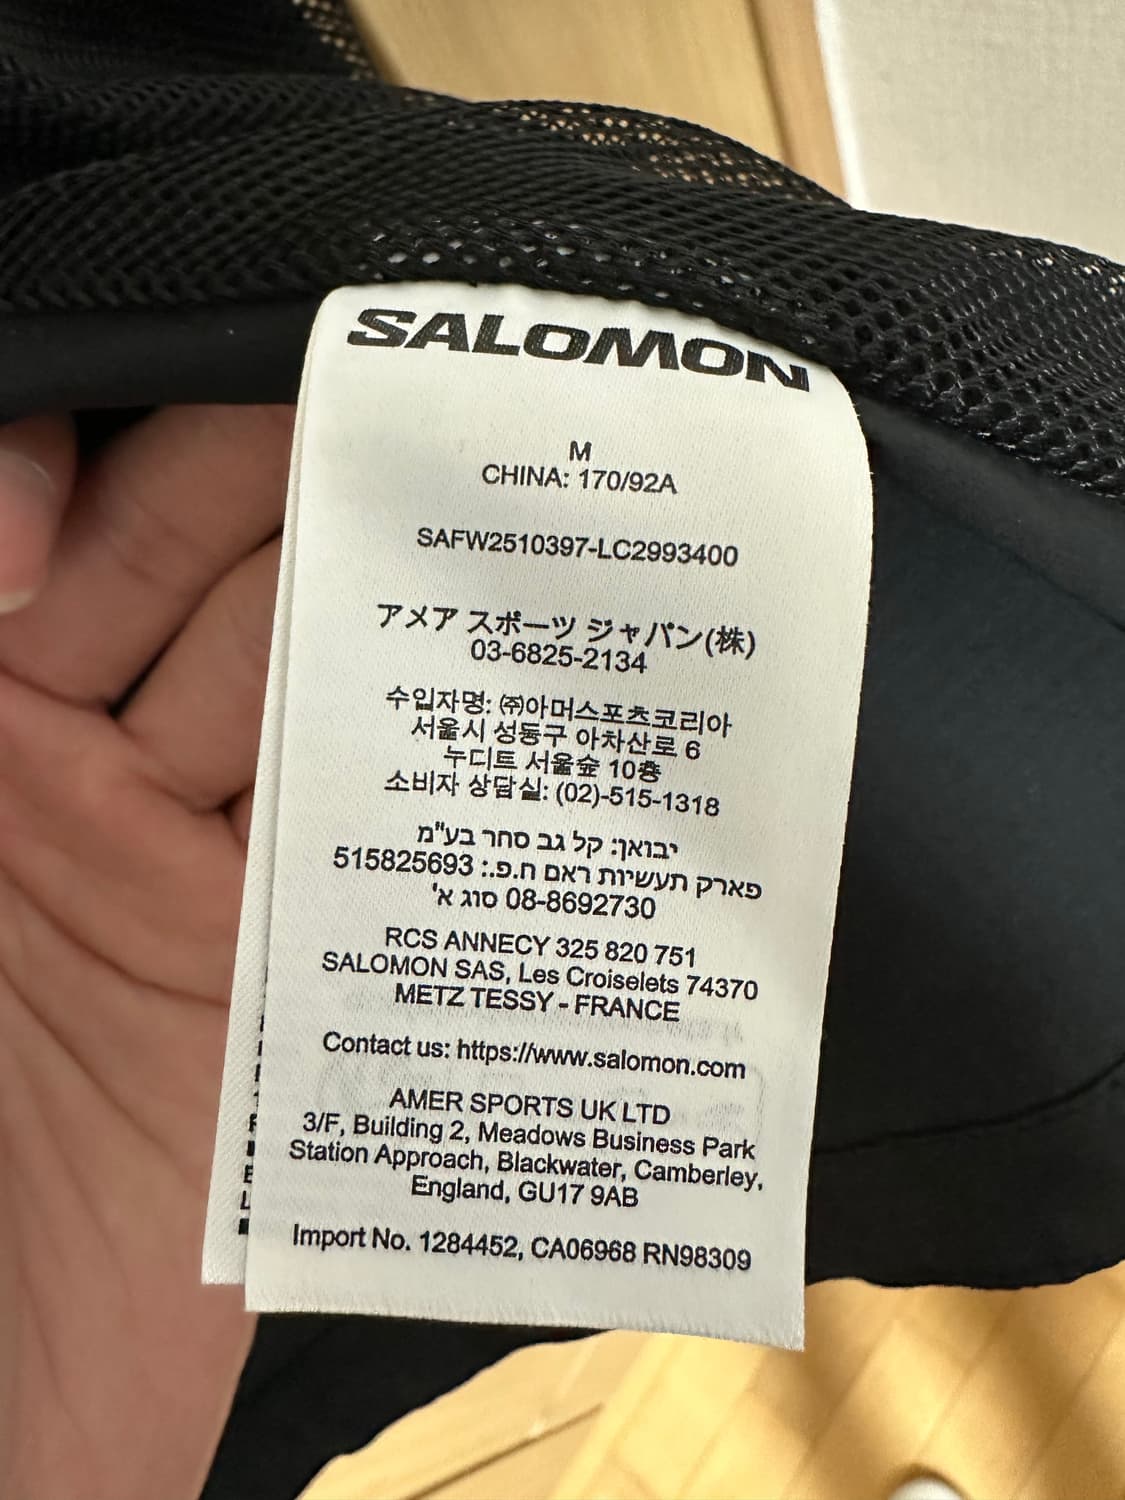 SALOMON
M
CHINA: 170/92A
SAFW2510397-LC2993400
アメア スポーツ ジャパン(株)
03-6825-2134
수입자명: ㈜아머스포츠코리아
서울시 성동구 아차산로 6
누디트 서울숲 10층
소비자 상담실: (02)-515-1318
יבואן: קל גב סחר בע"מ
פארק תעשיות ראם ח.פ.: 515825693
08-8692730 סוג א'
RCS ANNECY 325 820 751
SALOMON SAS, Les Croiselets 74370
METZ TESSY - FRANCE
Contact us: https://www.salomon.com
AMER SPORTS UK LTD
3/F, Building 2, Meadows Business Park
Station Approach, Blackwater, Camberley,
England, GU17 9AB
Import No. 1284452, CA06968 RN98309